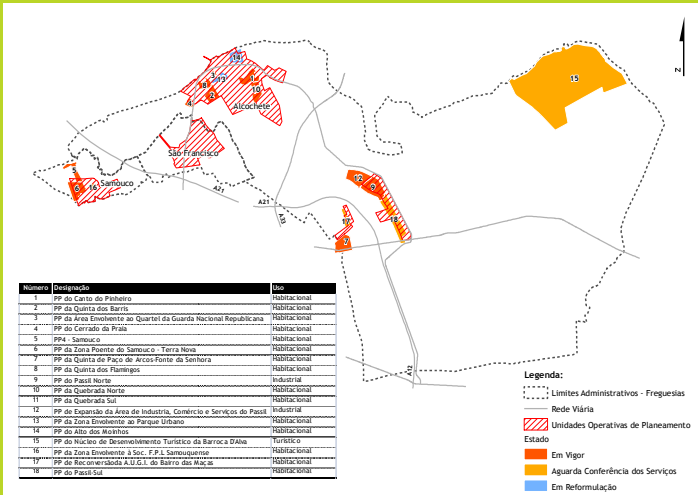 Z
14
15
3
13
1
8
2
10
4
Alcochete
São Francisco
5
6
16
Samouco
A21
A21
A33
12
9
17
18
7
A12
Número Designação Uso
1 PP do Canto do Pinheiro Habitacional
2 PP da Quinta dos Barris Habitacional
3 PP da Área Envolvente ao Quartel da Guarda Nacional Republicana Habitacional
4 PP do Cerrado da Praia Habitacional
5 PP4 - Samouco Habitacional
6 PP da Zona Poente do Samouco - Terra Nova Habitacional
7 PP da Quinta de Paço de Arcos-Fonte da Senhora Habitacional
8 PP da Quinta dos Flamingos Habitacional
9 PP do Passil Norte Industrial
10 PP da Quebrada Norte Habitacional
11 PP da Quebrada Sul Habitacional
12 PP de Expansão da Área de Industria, Comércio e Serviços do Passil Industrial
13 PP da Zona Envolvente ao Parque Urbano Habitacional
14 PP do Alto dos Moinhos Habitacional
15 PP do Núcleo de Desenvolvimento Turístico da Barroca D'Alva Turístico
16 PP da Zona Envolvente à Soc. F.P.L Samouquense Habitacional
17 PP de Reconversãoda A.U.G.I. do Bairro das Maças Habitacional
18 PP do Passil-Sul Habitacional
Legenda:
Limites Administrativos - Freguesias
Rede Viária
Unidades Operativas de Planeamento
Estado
Em Vigor
Aguarda Conferência dos Serviços
Em Reformulação